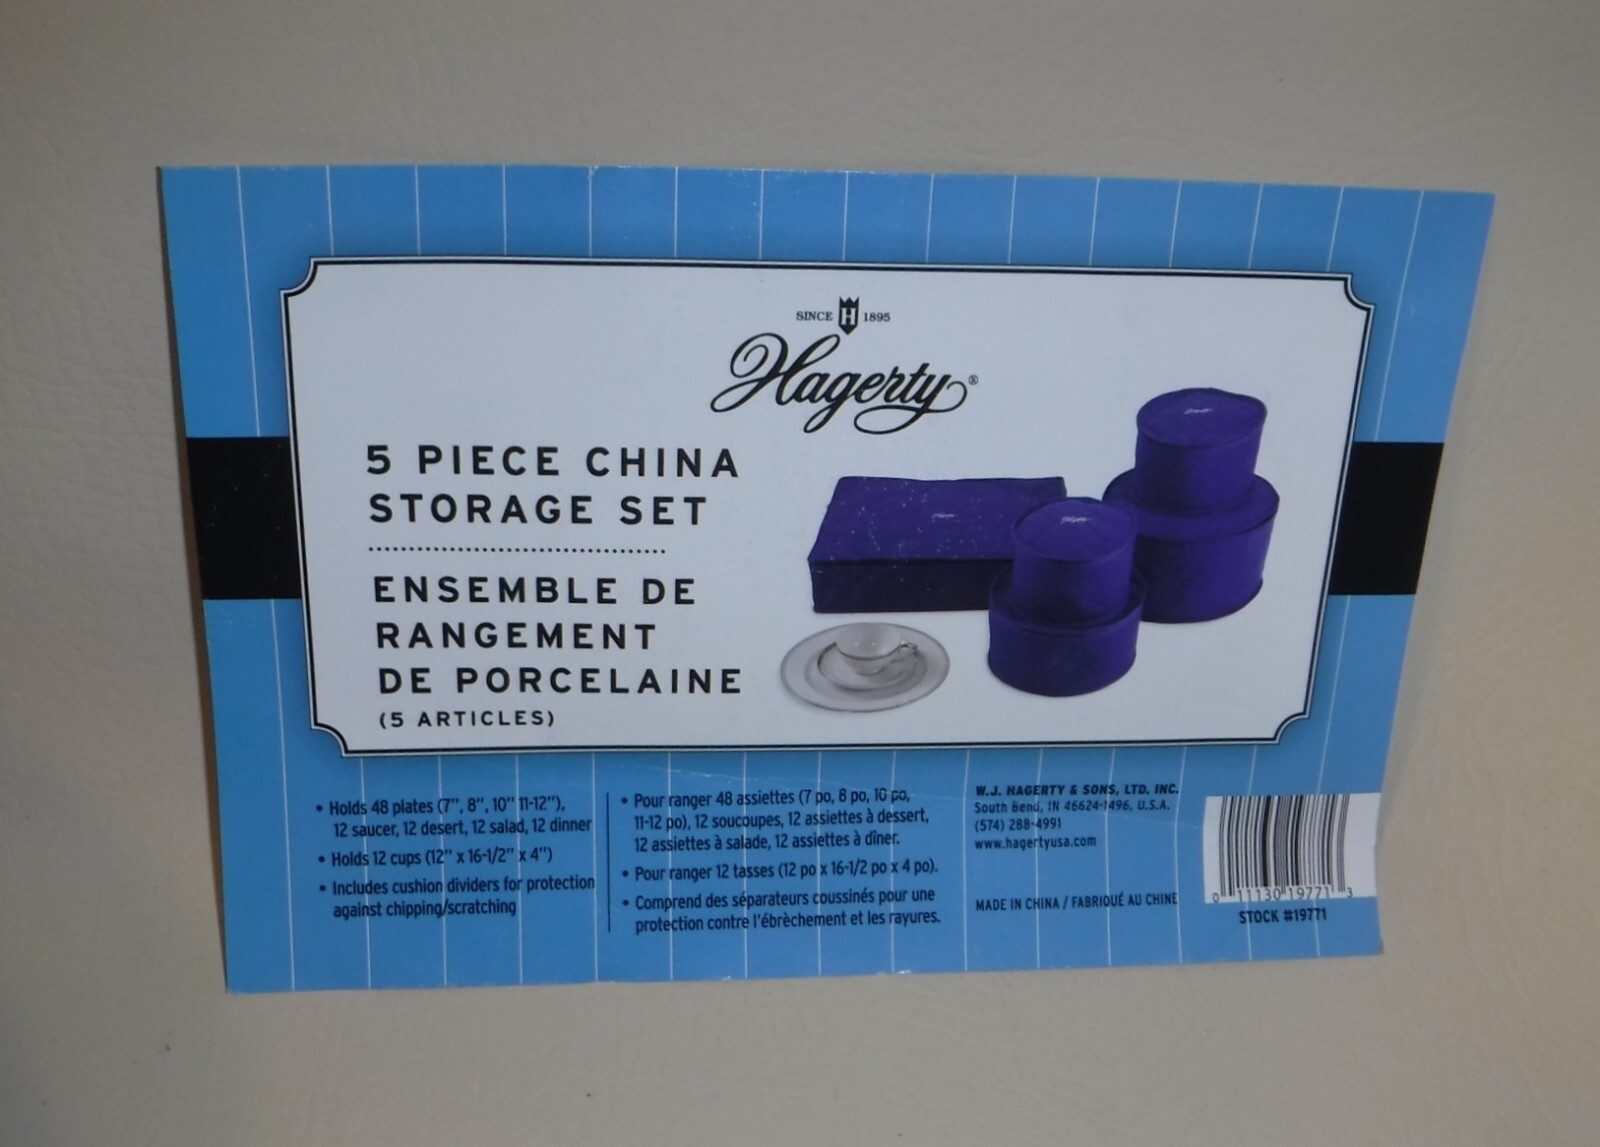 SINCE H 1895
Hagerty®
5 PIECE CHINA
STORAGE SET
ENSEMBLE DE
RANGEMENT
DE PORCELAINE
(5 ARTICLES)
• Holds 48 plates (7", 8", 10" 11-12"),
12 saucer, 12 desert, 12 salad, 12 dinner
• Holds 12 cups (12" x 16-1/2" x 4")
• Includes cushion dividers for protection
against chipping/scratching
• Pour ranger 48 assiettes (7 po, 8 po, 10 po,
11-12 po), 12 soucoupes, 12 assiettes à dessert,
12 assiettes à salade, 12 assiettes à dîner.
• Pour ranger 12 tasses (12 po x 16-1/2 po x 4 po).
• Comprend des séparateurs coussinés pour une
protection contre l'ébrèchement et les rayures.
W.J. HAGERTY & SONS, LTD. INC.
South Bend, IN 46624-1496, U.S.A.
(574) 288-4991
www.hagertyusa.com
MADE IN CHINA / FABRIQUÉ AU CHINE
0 11130 19771 3
STOCK #19771